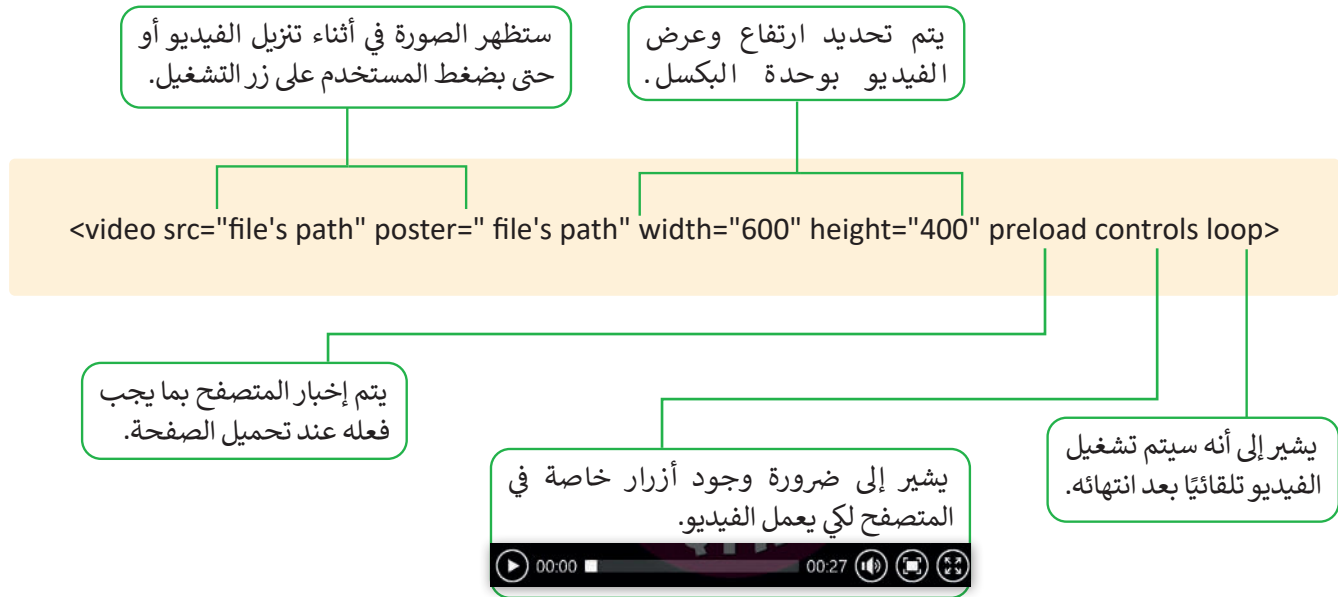 ستظهر الصورة في أثناء تنزيل الفيديو أو
حتى بضغط المستخدم على زر التشغيل.
يتم تحديد ارتفاع وعرض
الفيديو بوحدة البكسل.
<video src="file's path" poster=" file's path" width="600" height="400" preload controls loop>
يتم إخبار المتصفح بما يجب
فعله عند تحميل الصفحة.
يشير إلى ضرورة وجود أزرار خاصة في
المتصفح لكي يعمل الفيديو.
00:00 00:27
يشير إلى أنه سيتم تشغيل
الفيديو تلقائيًا بعد انتهائه.